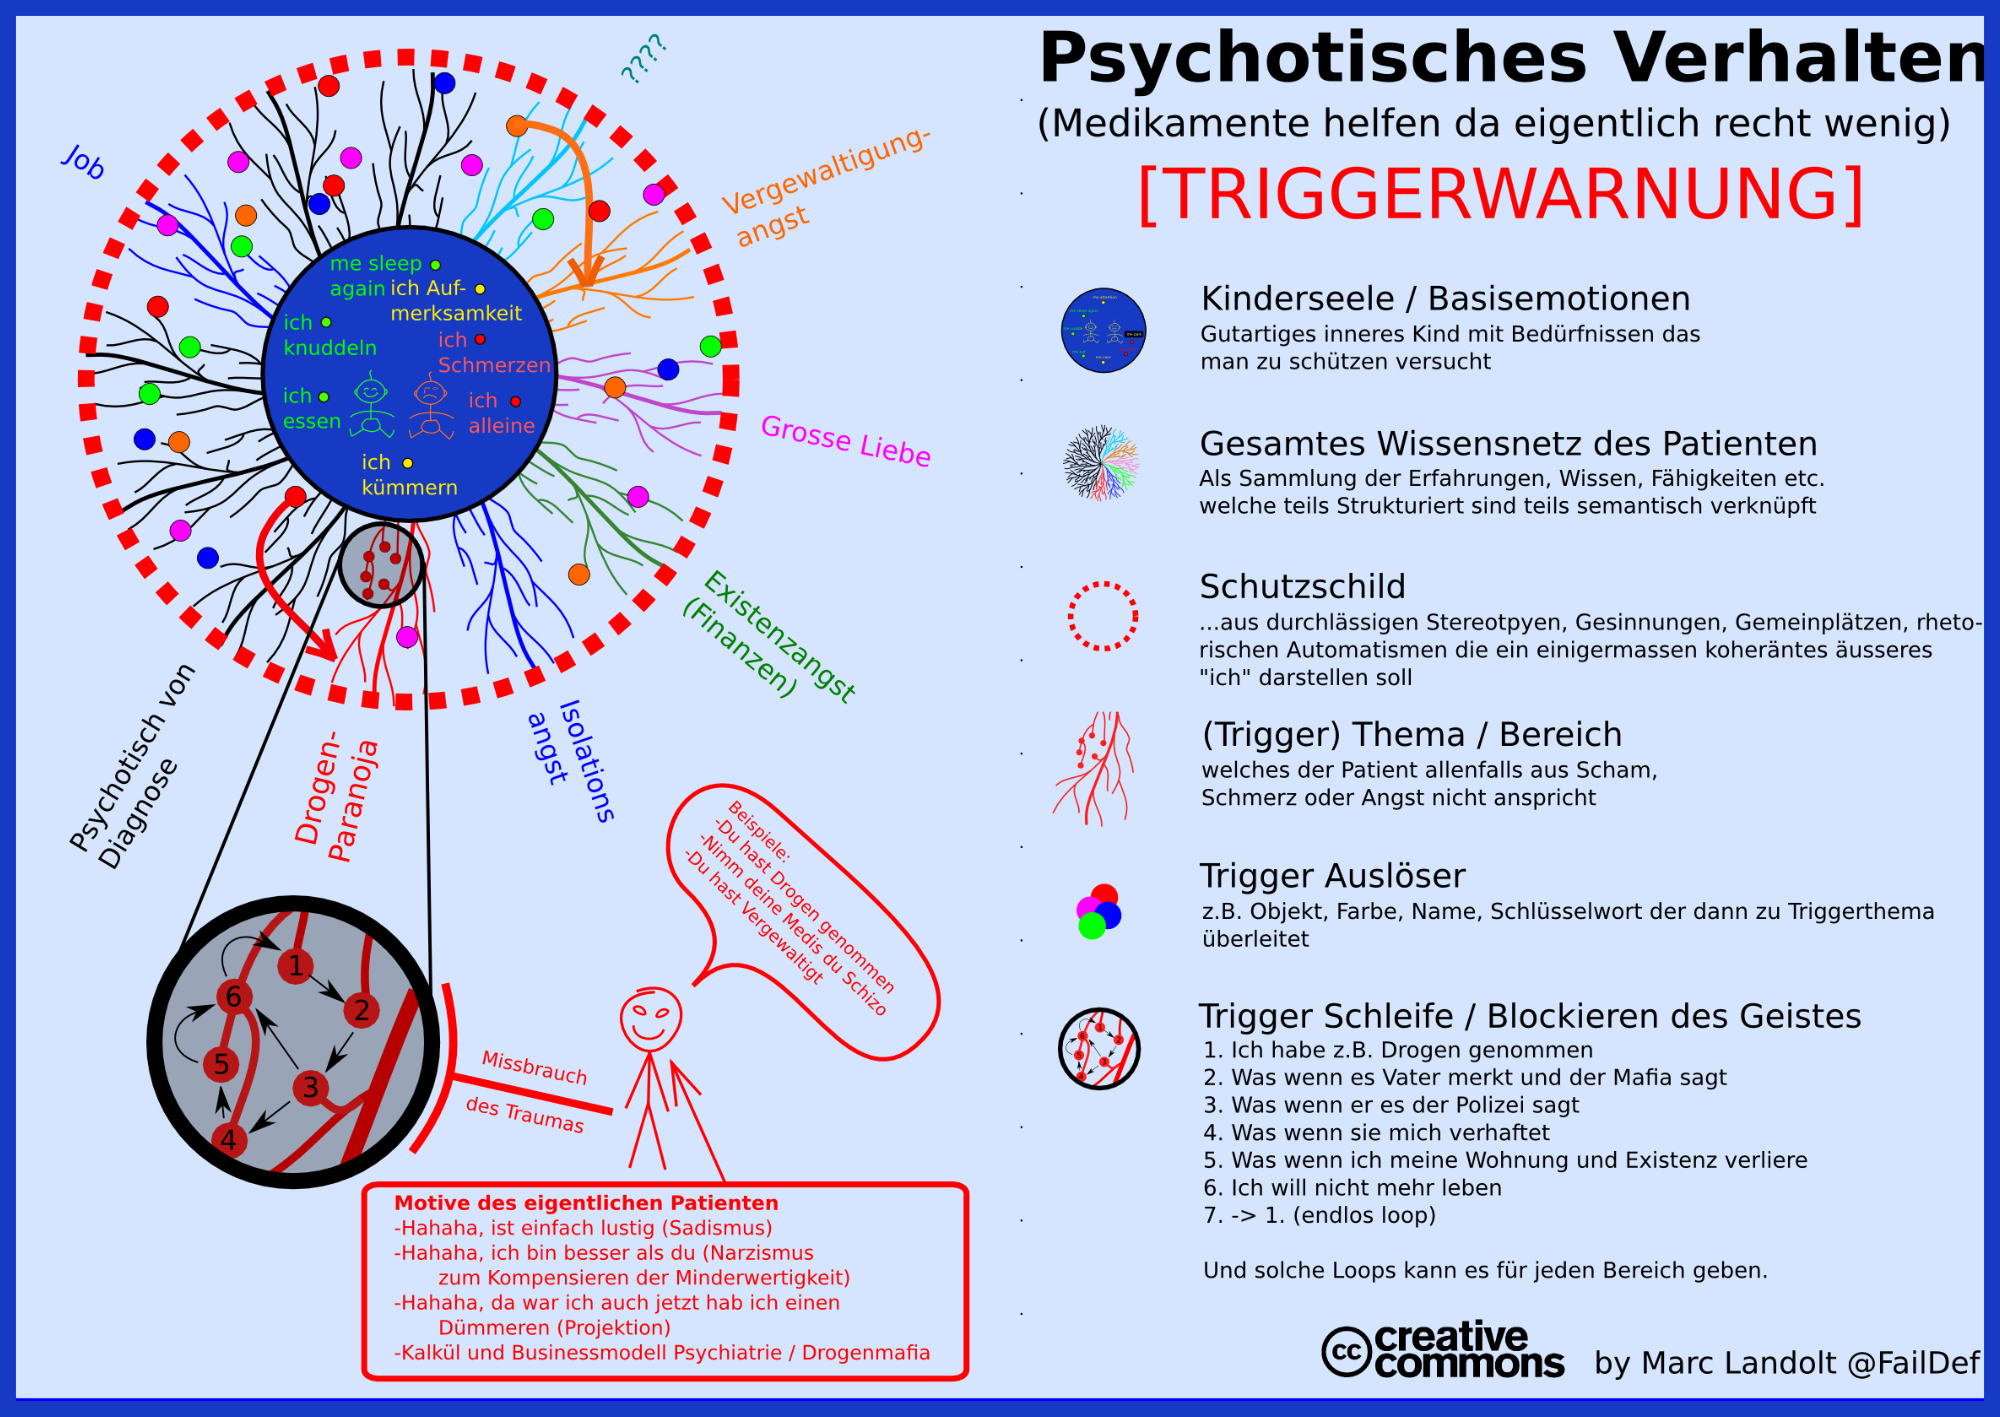 Psychotisches Verhalten
(Medikamente helfen da eigentlich recht wenig)
[TRIGGERWARNUNG]
????
Job
Vergewaltigung-
angst
Grosse Liebe
Existenzangst
(Finanzen)
Isolations
angst
Drogen-
Paranoja
Psychotisch von
Diagnose
me sleep
again
ich Auf-
merksamkeit
ich
knuddeln
ich
Schmerzen
ich
essen
ich
alleine
ich
kümmern
Kinderseele / Basisemotionen
Gutartiges inneres Kind mit Bedürfnissen das
man zu schützen versucht
Gesamtes Wissensnetz des Patienten
Als Sammlung der Erfahrungen, Wissen, Fähigkeiten etc.
welche teils Strukturiert sind teils semantisch verknüpft
Schutzschild
...aus durchlässigen Stereotpyen, Gesinnungen, Gemeinplätzen, rheto-
rischen Automatismen die ein einigermassen koheräntes äusseres
"ich" darstellen soll
(Trigger) Thema / Bereich
welches der Patient allenfalls aus Scham,
Schmerz oder Angst nicht anspricht
Trigger Auslöser
z.B. Objekt, Farbe, Name, Schlüsselwort der dann zu Triggerthema
überleitet
Trigger Schleife / Blockieren des Geistes
1. Ich habe z.B. Drogen genommen
2. Was wenn es Vater merkt und der Mafia sagt
3. Was wenn er es der Polizei sagt
4. Was wenn sie mich verhaftet
5. Was wenn ich meine Wohnung und Existenz verliere
6. Ich will nicht mehr leben
7. -> 1. (endlos loop)
Und solche Loops kann es für jeden Bereich geben.
1
2
3
4
5
6
Missbrauch
des Traumas
Beispiele:
-Du hast Drogen genommen
-Nimm deine Medis du Schizo
-Du hast Vergewaltigt
Motive des eigentlichen Patienten
-Hahaha, ist einfach lustig (Sadismus)
-Hahaha, ich bin besser als du (Narzismus
zum Kompensieren der Minderwertigkeit)
-Hahaha, da war ich auch jetzt hab ich einen
Dümmeren (Projektion)
-Kalkül und Businessmodell Psychiatrie / Drogenmafia
cc creative
commons
by Marc Landolt @FailDef